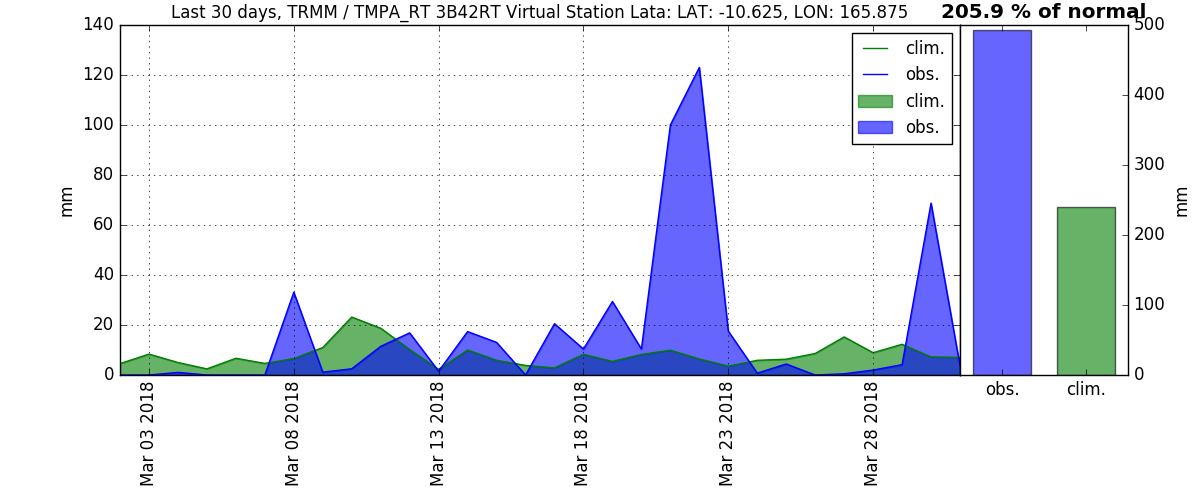 Last 30 days, TRMM / TMPA_RT 3B42RT Virtual Station Lata: LAT: -10.625, LON: 165.875
205.9 % of normal
140
120
100
80
60
40
20
0
mm
clim.
obs.
clim.
obs.
500
400
300
200
100
0
mm
obs.
clim.
Mar 03 2018
Mar 08 2018
Mar 13 2018
Mar 18 2018
Mar 23 2018
Mar 28 2018